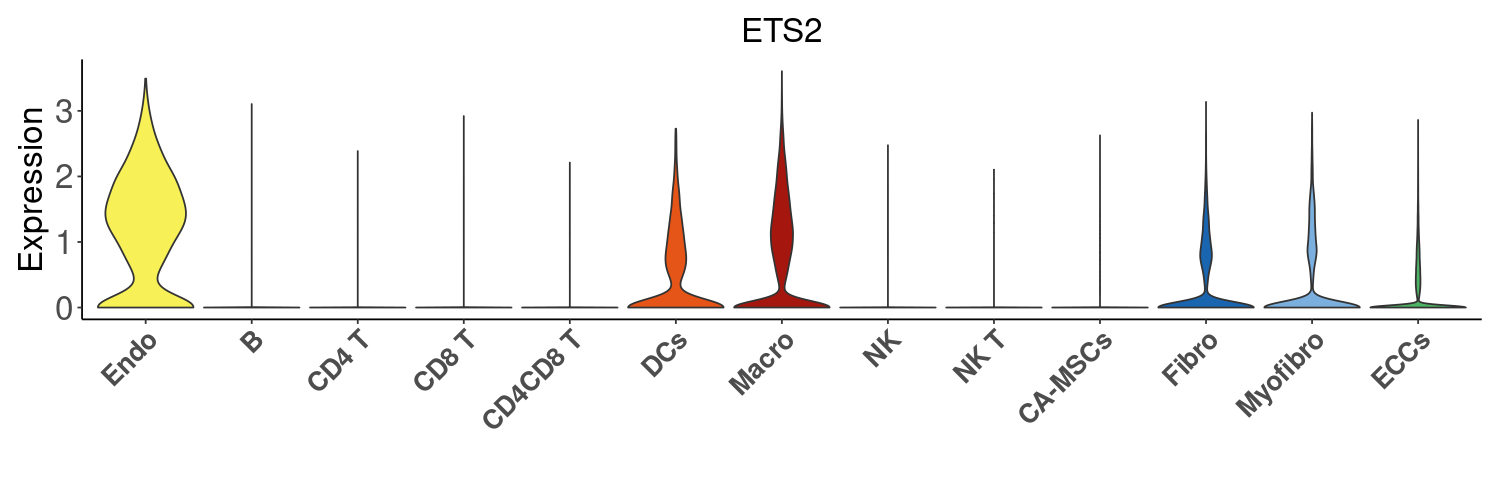 ETS2
Expression
3
2
1
0
Endo
B
CD4 T
CD8 T
CD4CD8 T
DCs
Macro
NK
NK T
CA-MSCs
Fibro
Myofibro
ECCs